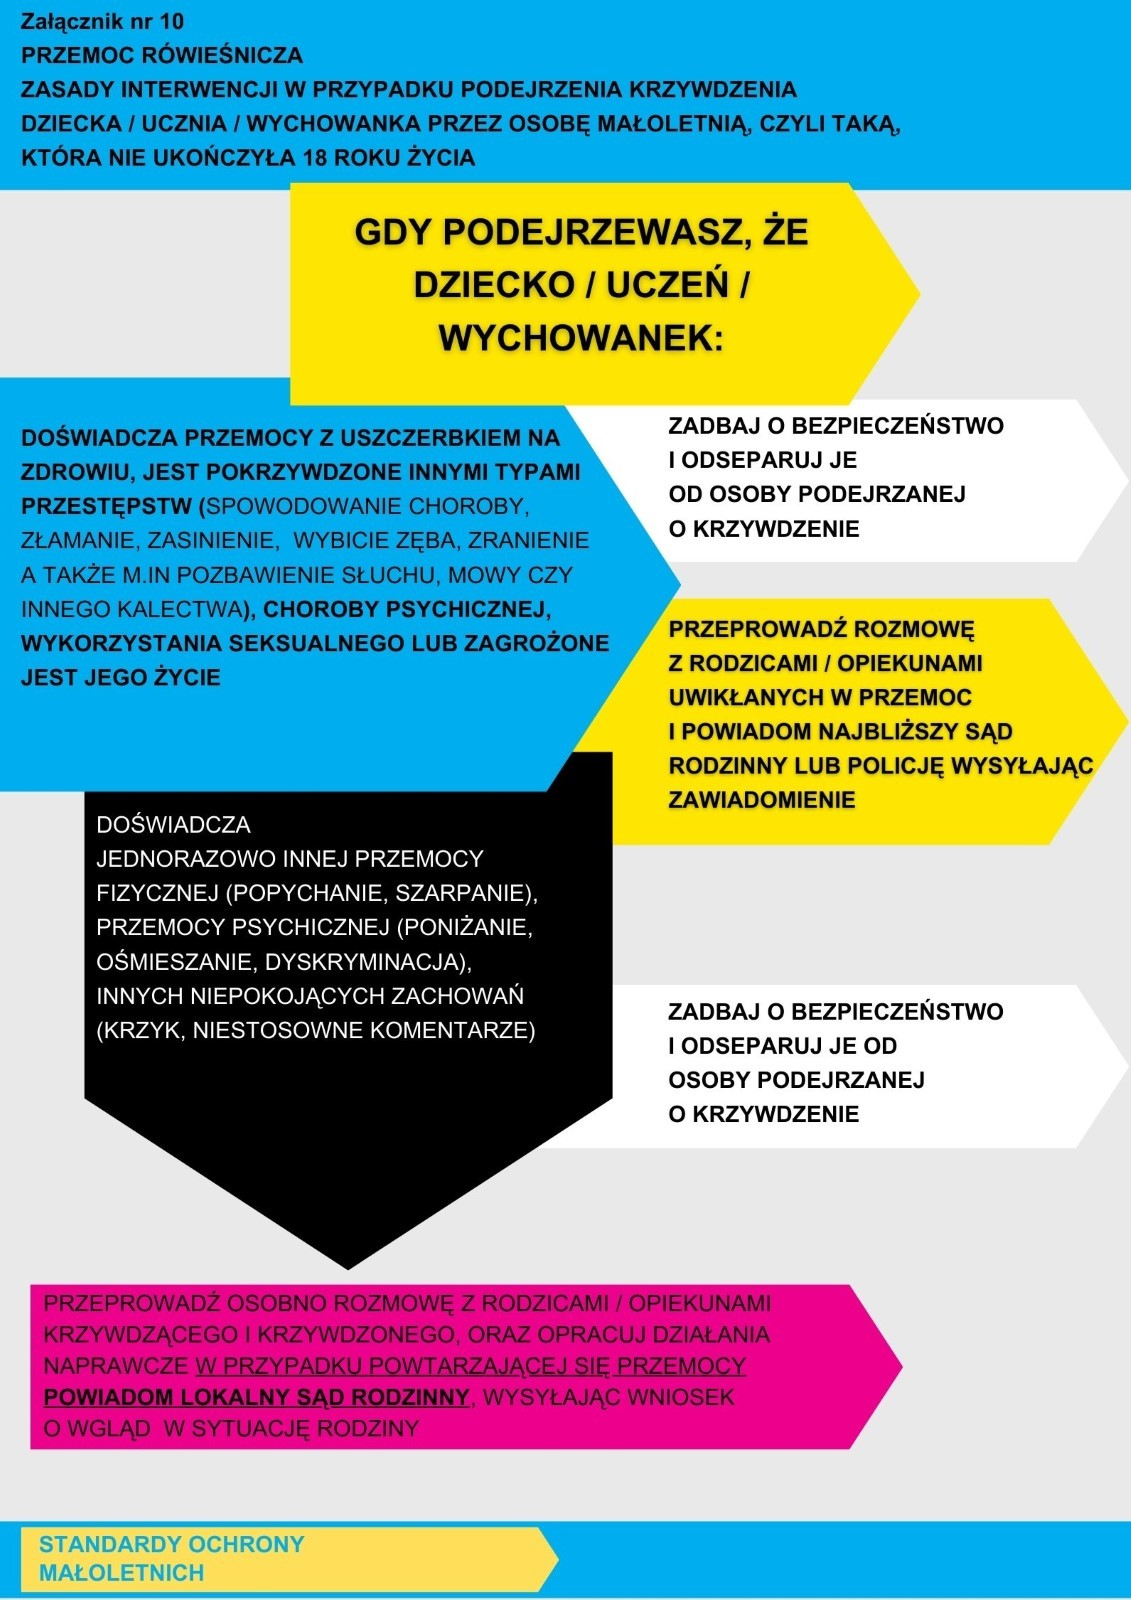 Załącznik nr 10
PRZEMOC RÓWIEŚNICZA
ZASADY INTERWENCJI W PRZYPADKU PODEJRZENIA KRZYWDZENIA
DZIECKA / UCZNIA / WYCHOWANKA PRZEZ OSOBĘ MAŁOLETNIĄ, CZYLI TAKĄ,
KTÓRA NIE UKOŃCZYŁA 18 ROKU ŻYCIA
GDY PODEJRZEWASZ, ŻE
DZIECKO / UCZEŃ /
WYCHOWANEK:
DOŚWIADCZA PRZEMOCY Z USZCZERBKIEM NA
ZDROWIU, JEST POKRZYWDZONE INNYMI TYPAMI
PRZESTĘPSTW (SPOWODOWANIE CHOROBY,
ZŁAMANIE, ZASINIENIE, WYBICIE ZĘBA, ZRANIENIE
A TAKŻE M.IN POZBAWIENIE SŁUCHU, MOWY CZY
INNEGO KALECTWA), CHOROBY PSYCHICZNEJ,
WYKORZYSTANIA SEKSUALNEGO LUB ZAGROŻONE
JEST JEGO ŻYCIE
ZADBAJ O BEZPIECZEŃSTWO
I ODSEPARUJ JE
OD OSOBY PODEJRZANEJ
O KRZYWDZENIE
PRZEPROWADŹ ROZMOWĘ
Z RODZICAMI / OPIEKUNAMI
UWIKŁANYCH W PRZEMOC
I POWIADOM NAJBLIŻSZY SĄD
RODZINNY LUB POLICJĘ WYSYŁAJĄC
ZAWIADOMIENIE
DOŚWIADCZA
JEDNORAZOWO INNEJ PRZEMOCY
FIZYCZNEJ (POPYCHANIE, SZARPANIE),
PRZEMOCY PSYCHICZNEJ (PONIŻANIE,
OŚMIESZANIE, DYSKRYMINACJA),
INNYCH NIEPOKOJĄCYCH ZACHOWAŃ
(KRZYK, NIESTOSOWNE KOMENTARZE)
ZADBAJ O BEZPIECZEŃSTWO
I ODSEPARUJ JE OD
OSOBY PODEJRZANEJ
O KRZYWDZENIE
PRZEPROWADŹ OSOBNO ROZMOWĘ Z RODZICAMI / OPIEKUNAMI
KRZYWDZĄCEGO I KRZYWDZONEGO, ORAZ OPRACUJ DZIAŁANIA
NAPRAWCZE W PRZYPADKU POWTARZAJĄCEJ SIĘ PRZEMOCY
POWIADOM LOKALNY SĄD RODZINNY, WYSYŁAJĄC WNIOSEK
O WGLĄD W SYTUACJĘ RODZINY
STANDARDY OCHRONY
MAŁOLETNICH